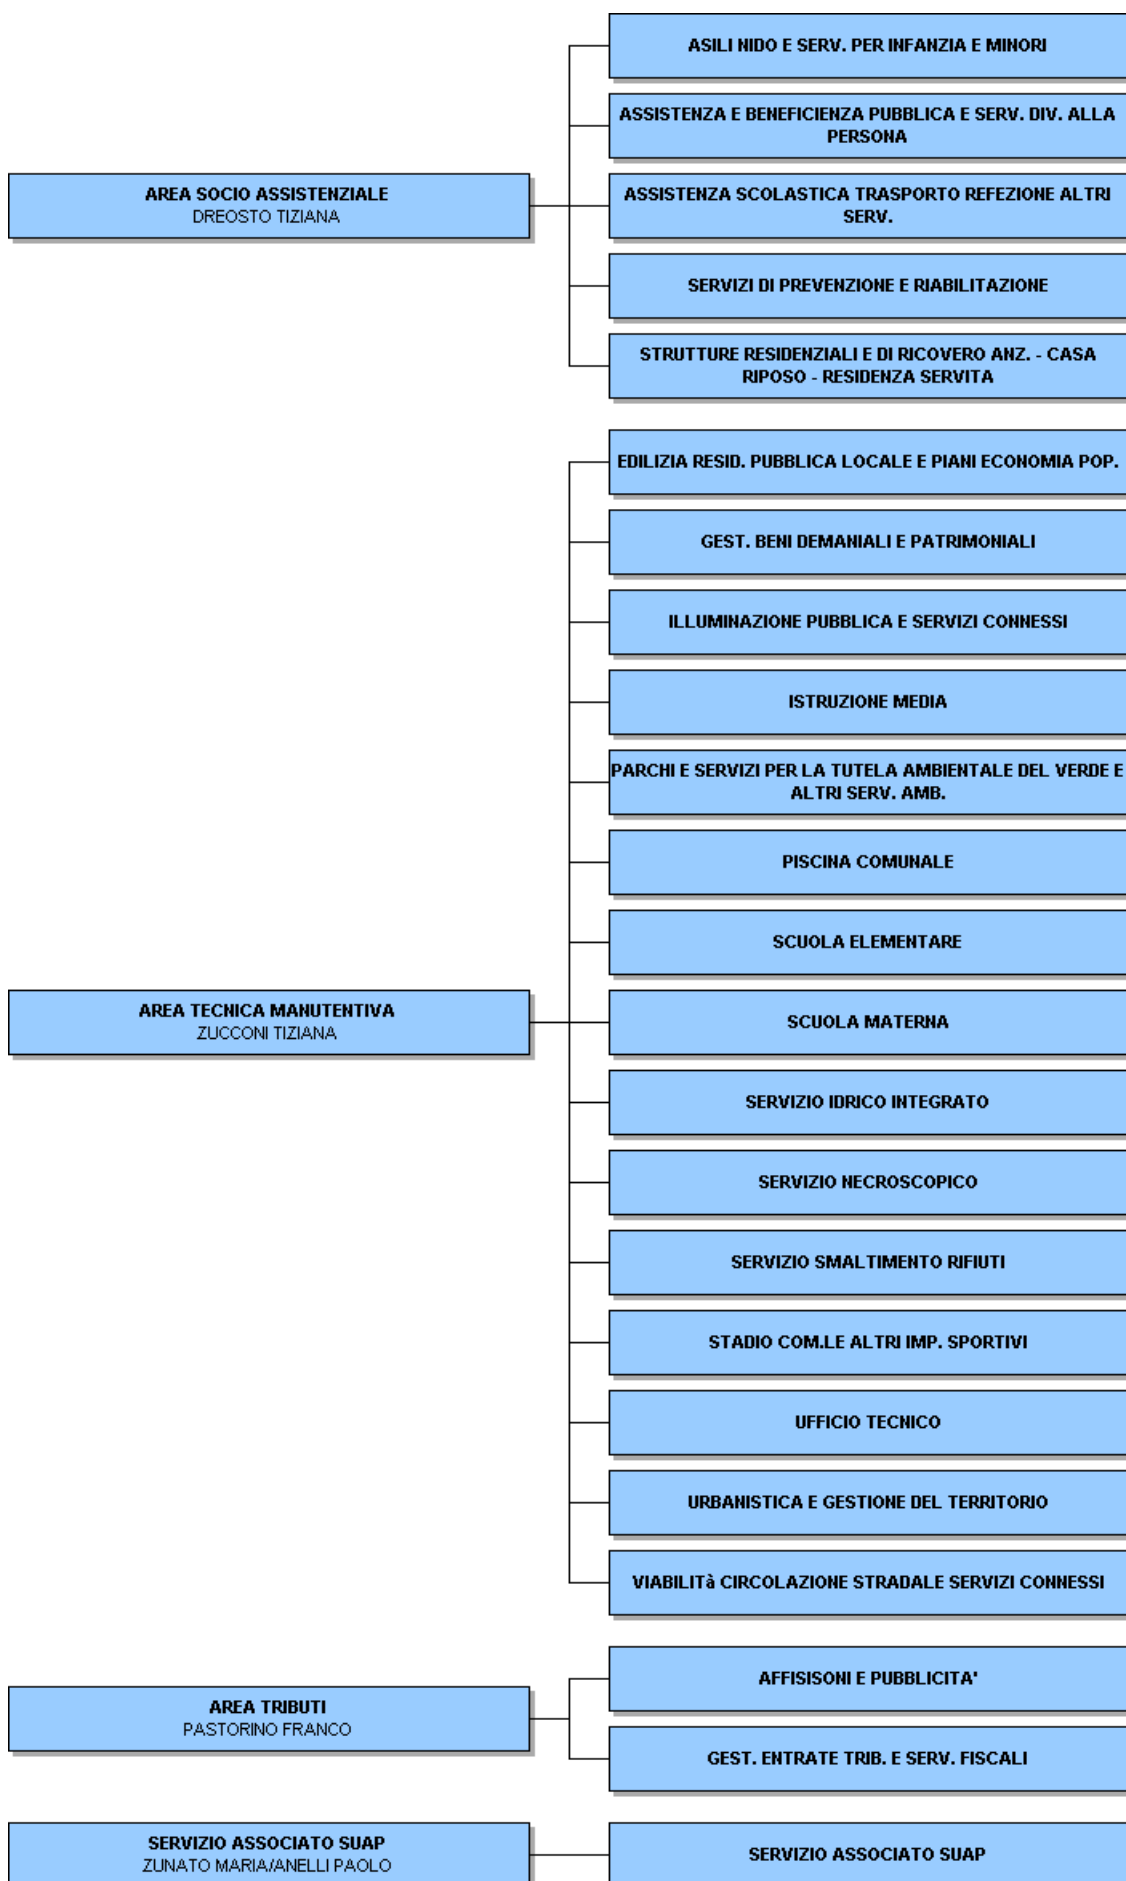 ASILI NIDO E SERV. PER INFANZIA E MINORI
ASSISTENZA E BENEFICIENZA PUBBLICA E SERV. DIV. ALLA
PERSONA
AREA SOCIO ASSISTENZIALE
DREOSTO TIZIANA
ASSISTENZA SCOLASTICA TRASPORTO REFEZIONE ALTRI
SERV.
SERVIZI DI PREVENZIONE E RIABILITAZIONE
STRUTTURE RESIDENZIALI E DI RICOVERO ANZ. - CASA
RIPOSO - RESIDENZA SERVITA
EDILIZIA RESID. PUBBLICA LOCALE E PIANI ECONOMIA POP.
GEST. BENI DEMANIALI E PATRIMONIALI
ILLUMINAZIONE PUBBLICA E SERVIZI CONNESSI
ISTRUZIONE MEDIA
PARCHI E SERVIZI PER LA TUTELA AMBIENTALE DEL VERDE E
ALTRI SERV. AMB.
PISCINA COMUNALE
SCUOLA ELEMENTARE
AREA TECNICA MANUTENTIVA
ZUCCONI TIZIANA
SCUOLA MATERNA
SERVIZIO IDRICO INTEGRATO
SERVIZIO NECROSCOPICO
SERVIZIO SMALTIMENTO RIFIUTI
STADIO COM.LE ALTRI IMP. SPORTIVI
UFFICIO TECNICO
URBANISTICA E GESTIONE DEL TERRITORIO
VIABILITà CIRCOLAZIONE STRADALE SERVIZI CONNESSI
AREA TRIBUTI
PASTORINO FRANCO
AFFISISONI E PUBBLICITA'
GEST. ENTRATE TRIB. E SERV. FISCALI
SERVIZIO ASSOCIATO SUAP
ZUNATO MARIA/ANELLI PAOLO
SERVIZIO ASSOCIATO SUAP